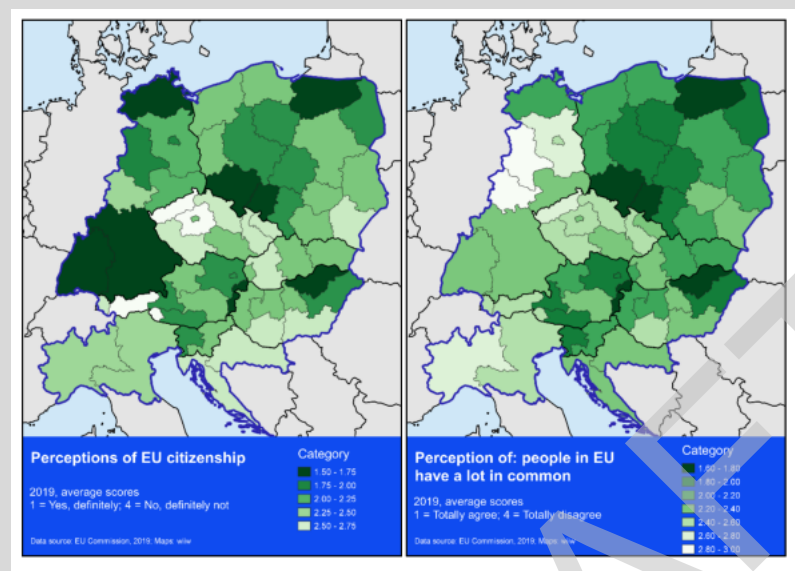 Perceptions of EU citizenship
2019, average scores
1 = Yes, definitely; 4 = No, definitely not
Data source: EU Commission, 2019; Maps: wiiw
Category
1.50 - 1.75
1.75 - 2.00
2.00 - 2.25
2.25 - 2.50
2.50 - 2.75
Perception of: people in EU
have a lot in common
2019, average scores
1 = Totally agree; 4 = Totally disagree
Data source: EU Commission, 2019; Maps: wiiw
Category
1.60 - 1.80
1.80 - 2.00
2.00 - 2.20
2.20 - 2.40
2.40 - 2.60
2.60 - 2.80
2.80 - 3.00